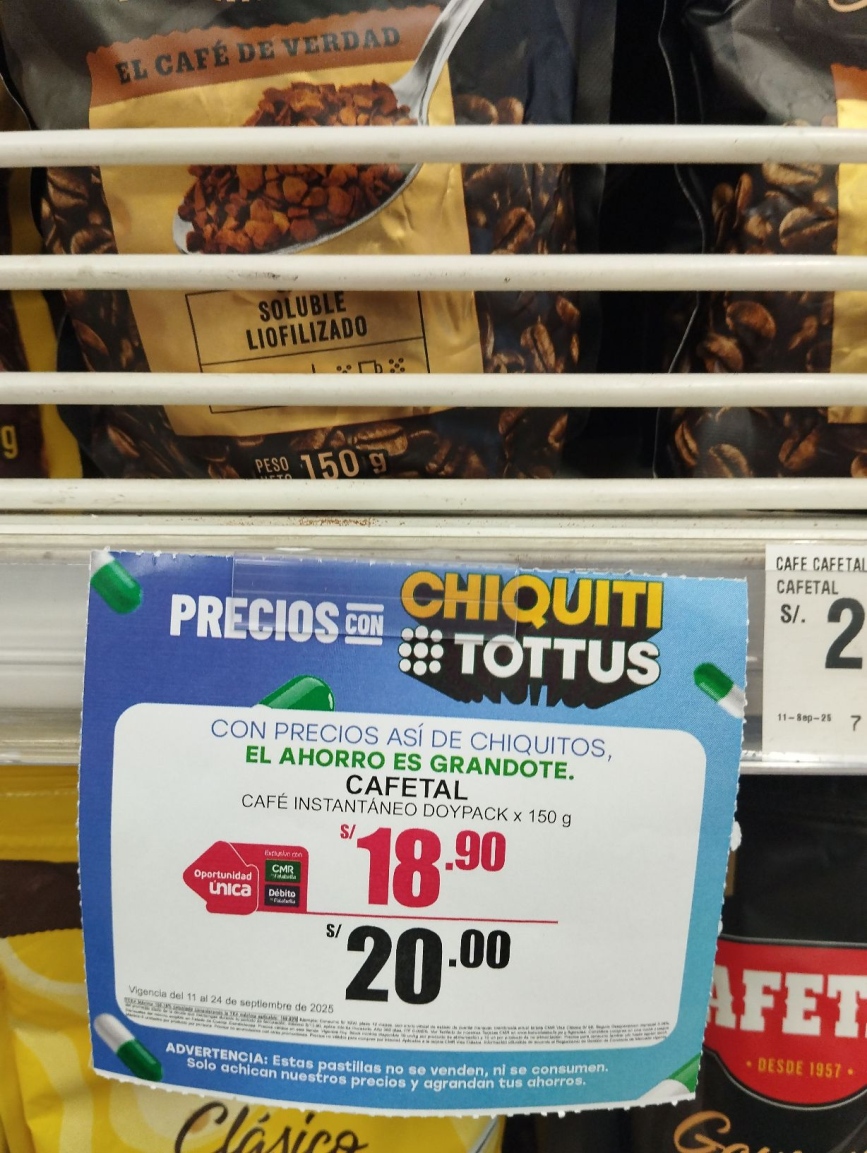 EL CAFÉ DE VERDAD
SOLUBLE
LIOFILIZADO
PESO
NETO 150 g
g
PRECIOS CON
CHIQUITI
TOTTUS
CON PRECIOS ASÍ DE CHIQUITOS,
EL AHORRO ES GRANDOTE.
CAFETAL
CAFÉ INSTANTÁNEO DOYPACK x 150 g
Oportunidad
única
Exclusivo con
CMR
Débito
S/ 18.90
S/ 20.00
Vigencia del 11 al 24 de septiembre de 2025
ADVERTENCIA: Estas pastillas no se venden, ni se consumen.
Solo achican nuestros precios y agrandan tus ahorros.
CAFE CAFETAL
CAFETAL
S/. 2
11-Sep-25 7
AFET
• DESDE 1957 •
Clásico